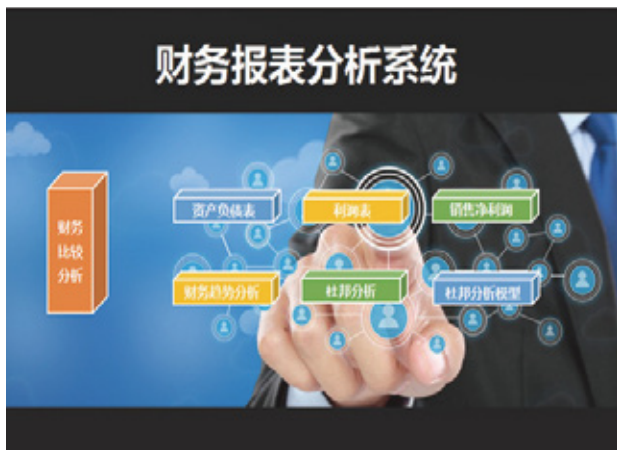 财务报表分析系统
财务
比较
分析
资产负债表
利润表
销售净利润
财务趋势分析
杜邦分析
杜邦分析模型